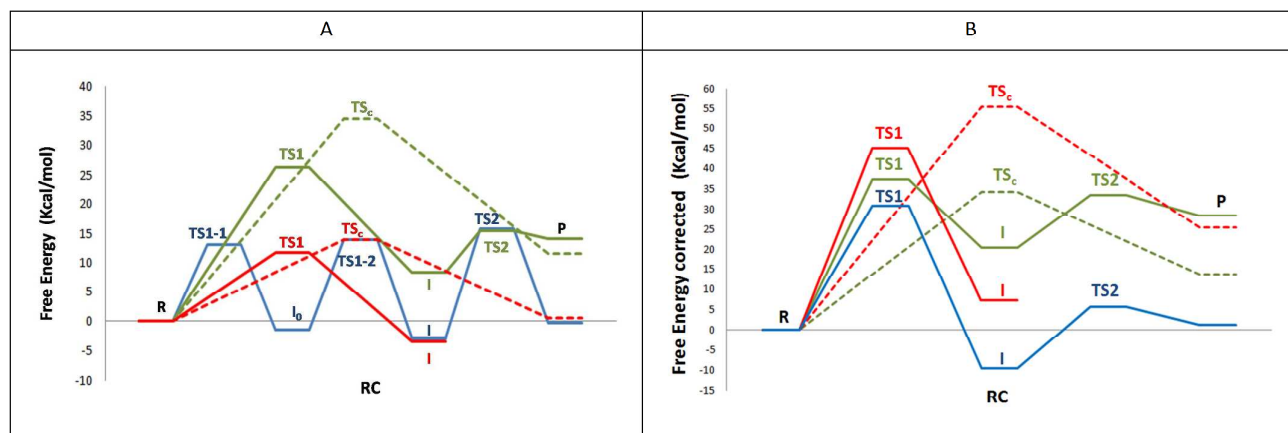 A
B
Free Energy (Kcal/mol)
40
35
30
25
20
15
10
5
0
-5
-10
R
TS1-1
I0
TS1
TS1
TSc
TSc
TS1-2
I
I
I
TS2
TS2
P
RC
Free Energy corrected (Kcal/mol)
60
55
50
45
40
35
30
25
20
15
10
5
0
-5
-10
-15
R
TS1
TS1
TS1
TSc
TSc
I
I
I
TS2
TS2
P
RC